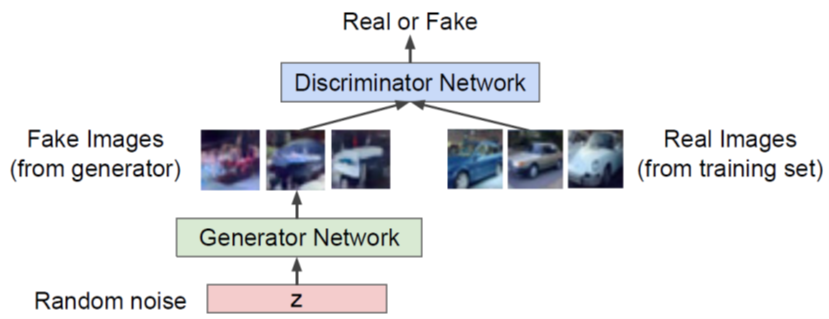 Real or Fake
Discriminator Network
Fake Images
(from generator)
Real Images
(from training set)
Generator Network
Random noise
z